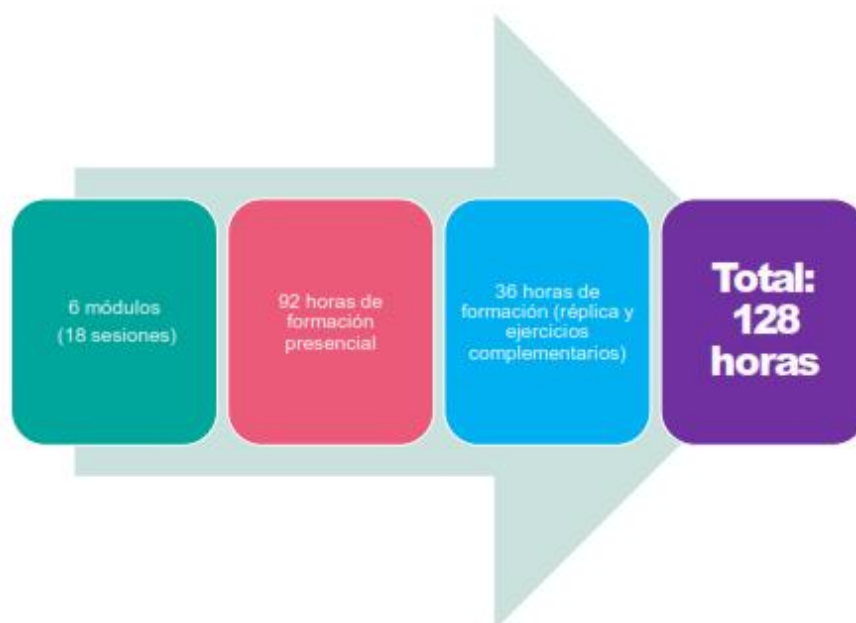 6 módulos
(18 sesiones)
92 horas de
formación
presencial
36 horas de
formación (réplica y
ejercicios
complementarios)
Total:
128
horas